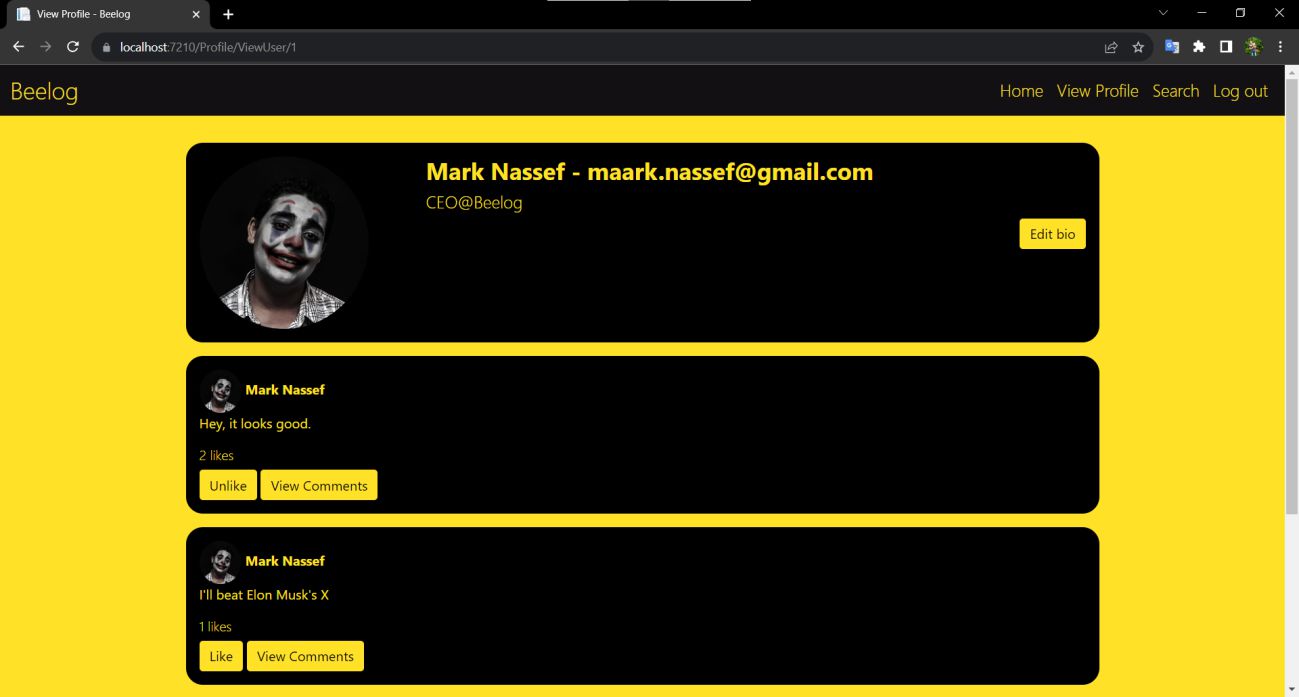 View Profile - Beelog
localhost:7210/Profile/ViewUser/1
Beelog
Home View Profile Search Log out
Mark Nassef - maark.nassef@gmail.com
CEO@Beelog
Edit bio
Mark Nassef
Hey, it looks good.
2 likes
Unlike View Comments
Mark Nassef
I'll beat Elon Musk's X
1 likes
Like View Comments